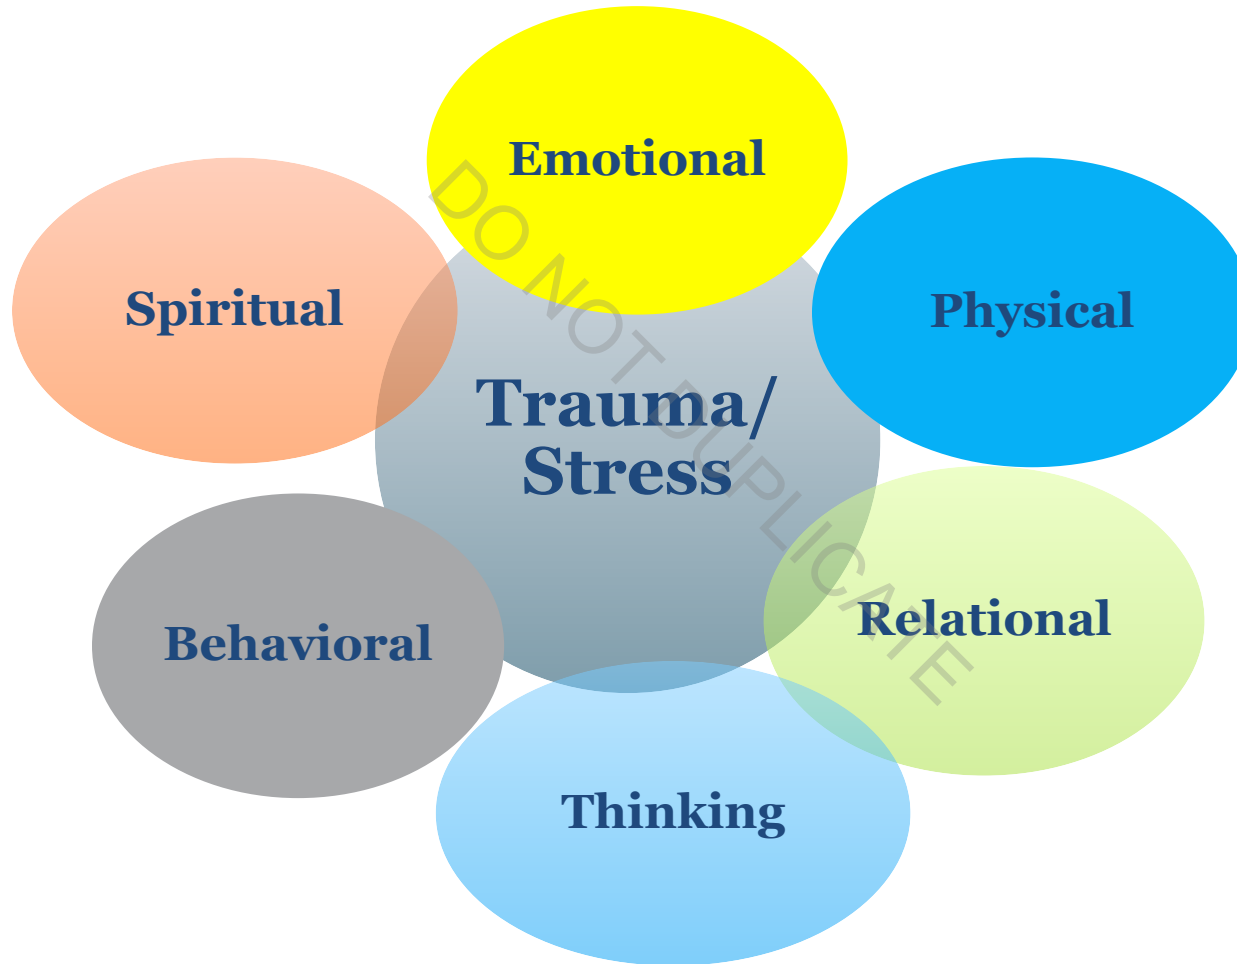 Emotional
Spiritual
Physical
Trauma/
Stress
Relational
Behavioral
Thinking
DO NOT DUPLICATE